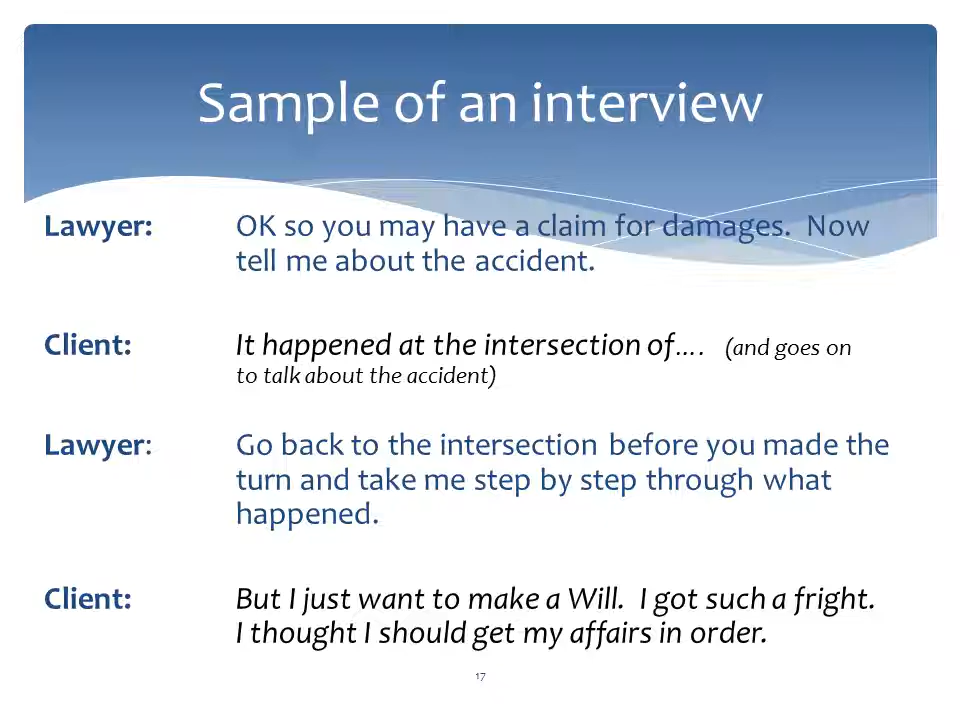 Sample of an interview
Lawyer: OK so you may have a claim for damages.  Now
tell me about the accident.
Client: It happened at the intersection of…. (and goes on
to talk about the accident)
Lawyer: Go back to the intersection before you made the
turn and take me step by step through what
happened.
Client: But I just want to make a Will.  I got such a fright.
I thought I should get my affairs in order.
17